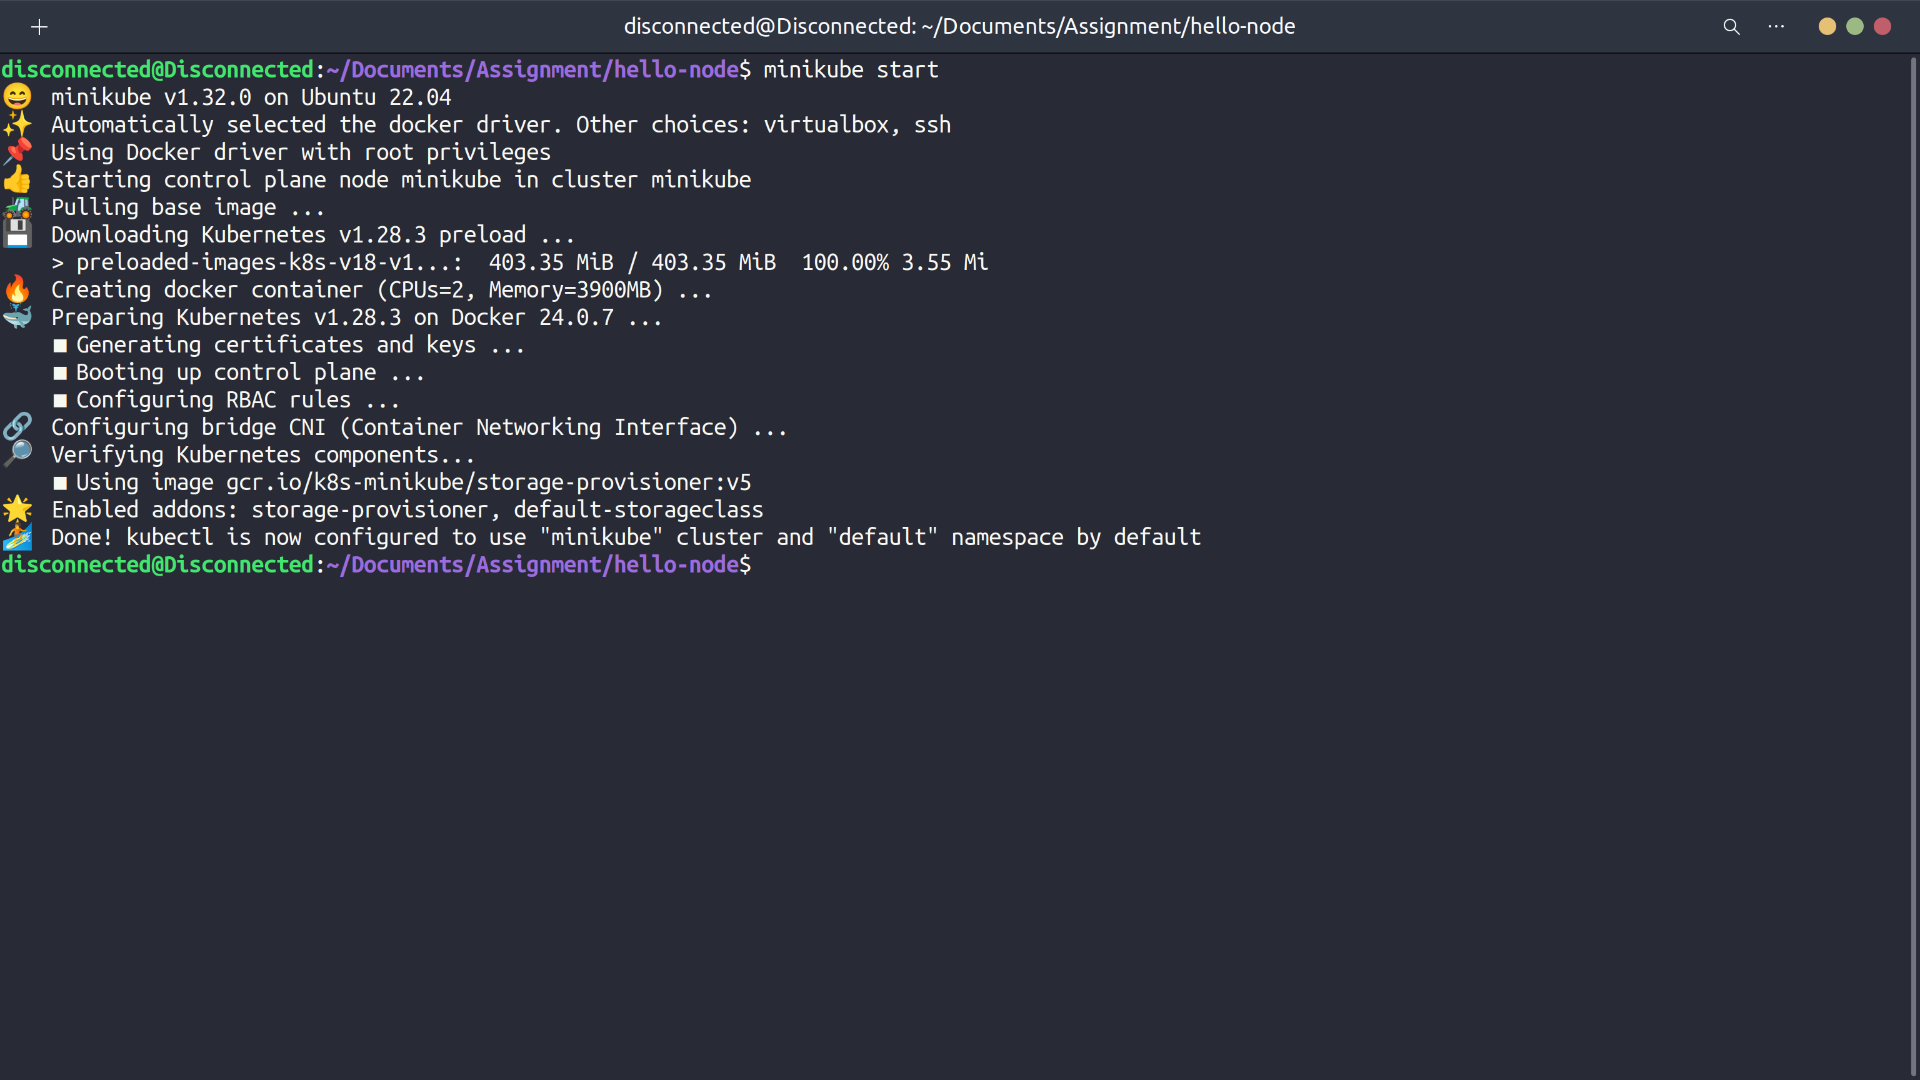 disconnected@Disconnected: ~/Documents/Assignment/hello-node
disconnected@Disconnected:~/Documents/Assignment/hello-node$ minikube start
😄 minikube v1.32.0 on Ubuntu 22.04
✨ Automatically selected the docker driver. Other choices: virtualbox, ssh
📌 Using Docker driver with root privileges
👍 Starting control plane node minikube in cluster minikube
🚜 Pulling base image ...
💾 Downloading Kubernetes v1.28.3 preload ...
> preloaded-images-k8s-v18-v1...: 403.35 MiB / 403.35 MiB 100.00% 3.55 Mi
🔥 Creating docker container (CPUs=2, Memory=3900MB) ...
🐳 Preparing Kubernetes v1.28.3 on Docker 24.0.7 ...
■ Generating certificates and keys ...
■ Booting up control plane ...
■ Configuring RBAC rules ...
🔗 Configuring bridge CNI (Container Networking Interface) ...
🔎 Verifying Kubernetes components...
■ Using image gcr.io/k8s-minikube/storage-provisioner:v5
🌟 Enabled addons: storage-provisioner, default-storageclass
🏄 Done! kubectl is now configured to use "minikube" cluster and "default" namespace by default
disconnected@Disconnected:~/Documents/Assignment/hello-node$